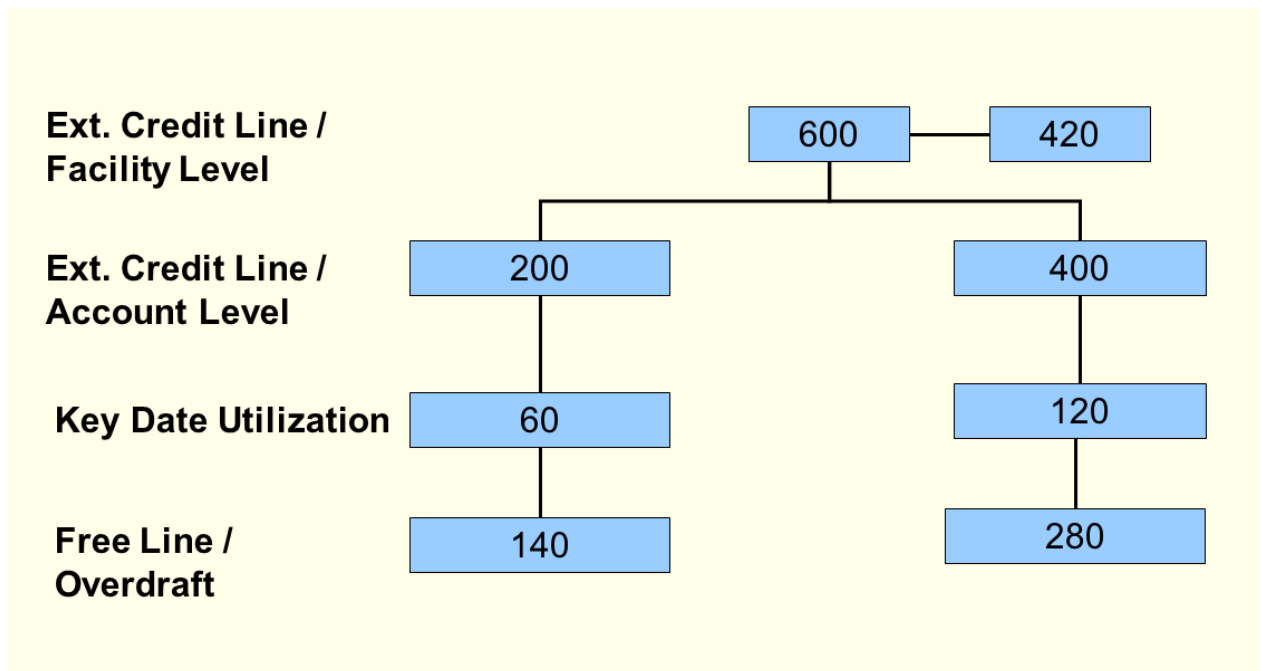 Ext. Credit Line /
Facility Level
600
420
Ext. Credit Line /
Account Level
200
400
Key Date Utilization
60
120
Free Line /
Overdraft
140
280